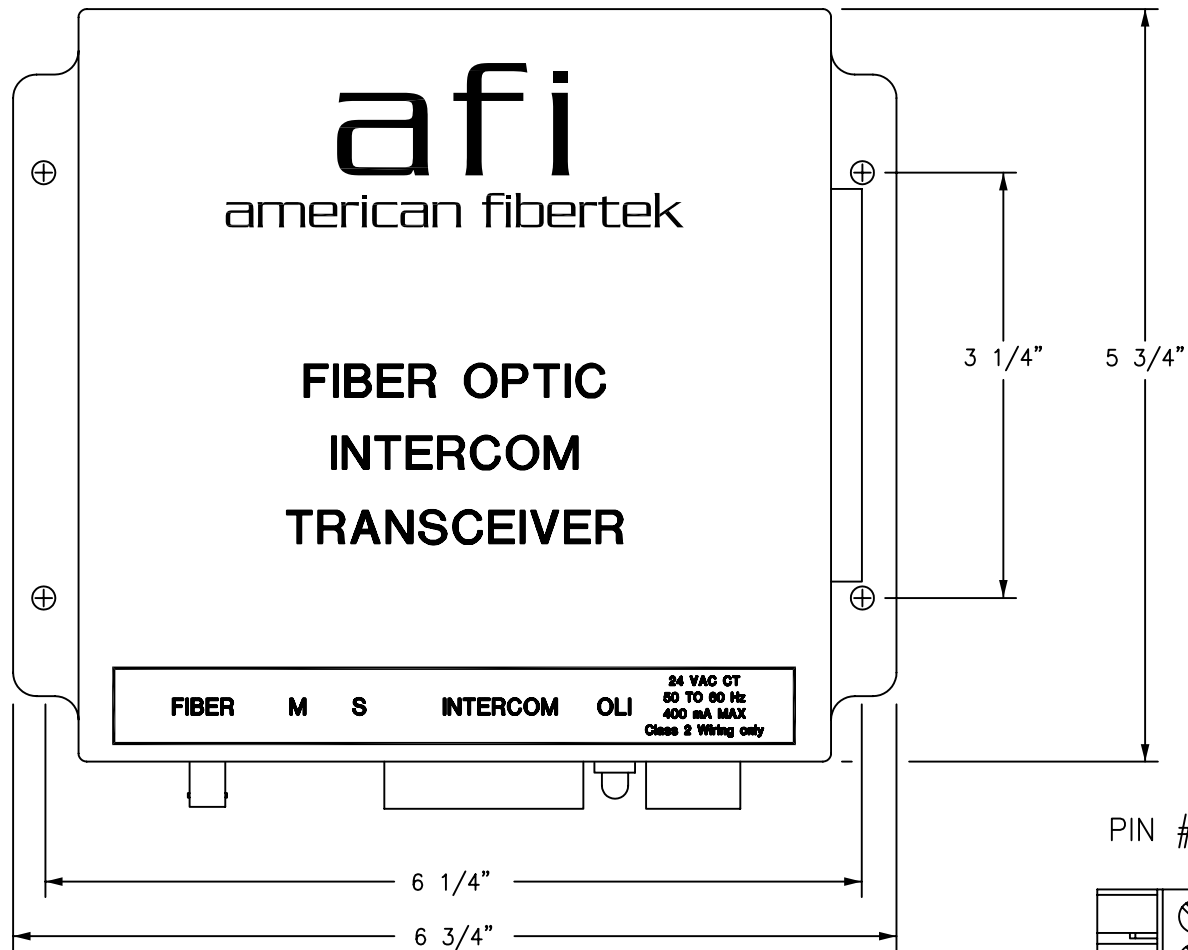 afi
american fibertek
FIBER OPTIC
INTERCOM
TRANSCEIVER
3 1/4”
5 3/4”
FIBER M S INTERCOM OLI
24 VAC CT
50 TO 60 Hz
400 mA MAX
Class 2 Wiring only
PIN #
6 1/4”
6 3/4”